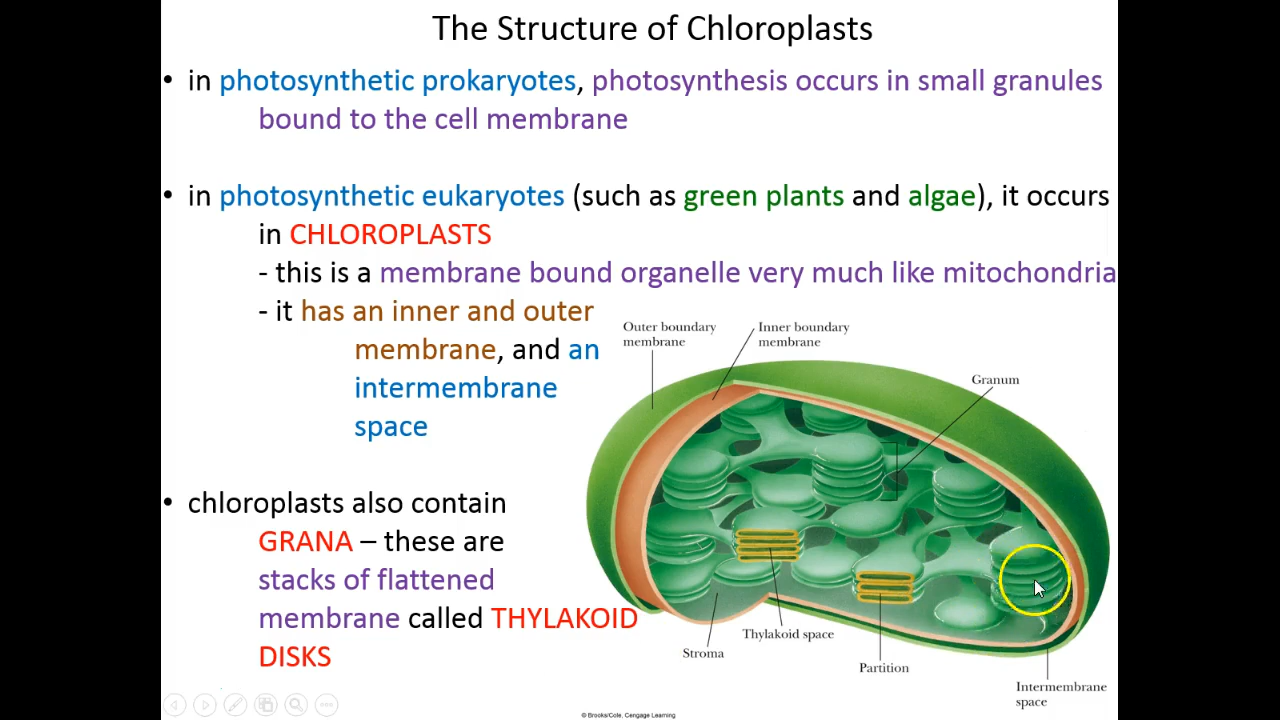 The Structure of Chloroplasts
• in photosynthetic prokaryotes, photosynthesis occurs in small granules
bound to the cell membrane
• in photosynthetic eukaryotes (such as green plants and algae), it occurs
in CHLOROPLASTS
- this is a membrane bound organelle very much like mitochondria
- it has an inner and outer
membrane, and an
intermembrane
space
• chloroplasts also contain
GRANA – these are
stacks of flattened
membrane called THYLAKOID
DISKS
Outer boundary
membrane
Inner boundary
membrane
Granum
Thylakoid space
Stroma
Partition
Intermembrane
space
© Brooks/Cole, Cengage Learning